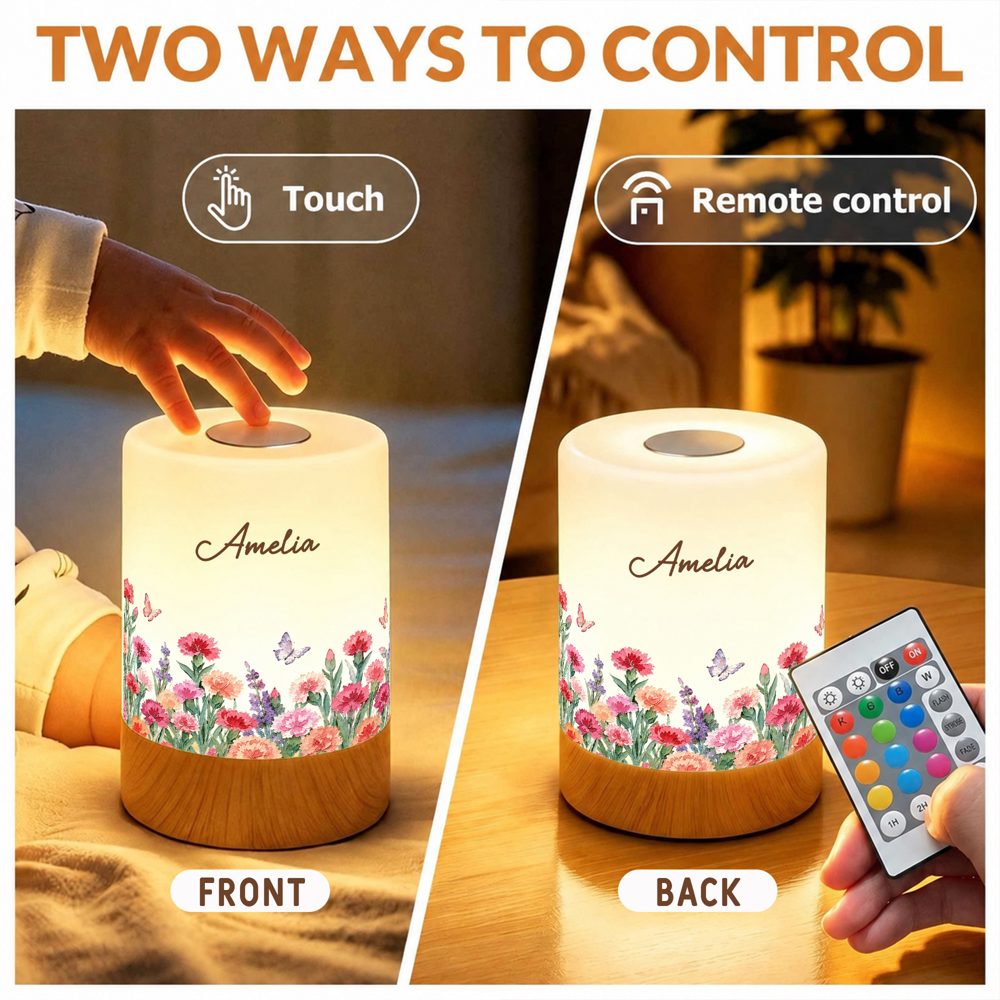 TWO WAYS TO CONTROL
Touch
Remote control
Amelia
Amelia
OFF
ON
W
R
B
FLASH
STROBE
FADE
1H
2H
FRONT
BACK